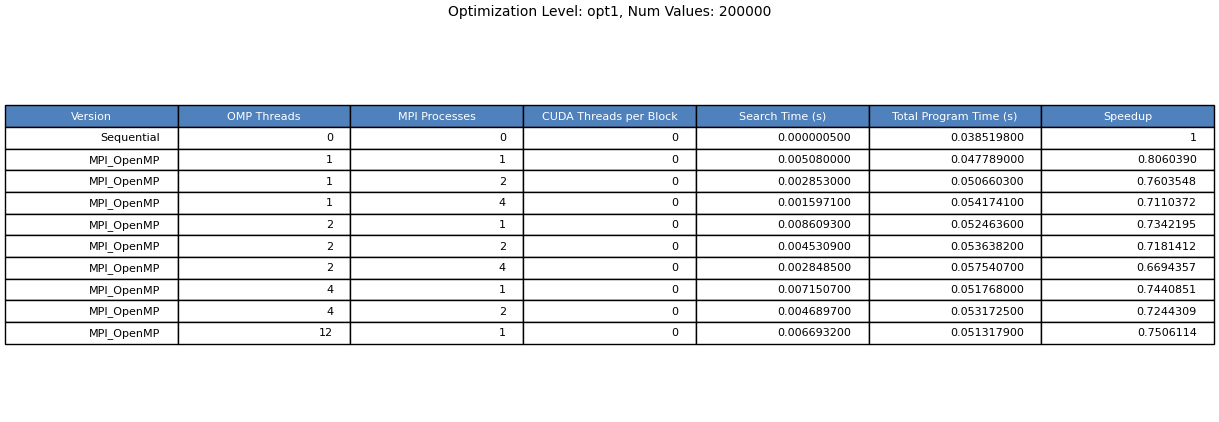 Optimization Level: opt1, Num Values: 200000
Version OMP Threads MPI Processes CUDA Threads per Block Search Time (s) Total Program Time (s) Speedup
Sequential 0 0 0 0.000000500 0.038519800 1
MPI_OpenMP 1 1 0 0.005080000 0.047789000 0.8060390
MPI_OpenMP 1 2 0 0.002853000 0.050660300 0.7603548
MPI_OpenMP 1 4 0 0.001597100 0.054174100 0.7110372
MPI_OpenMP 2 1 0 0.008609300 0.052463600 0.7342195
MPI_OpenMP 2 2 0 0.004530900 0.053638200 0.7181412
MPI_OpenMP 2 4 0 0.002848500 0.057540700 0.6694357
MPI_OpenMP 4 1 0 0.007150700 0.051768000 0.7440851
MPI_OpenMP 4 2 0 0.004689700 0.053172500 0.7244309
MPI_OpenMP 12 1 0 0.006693200 0.051317900 0.7506114